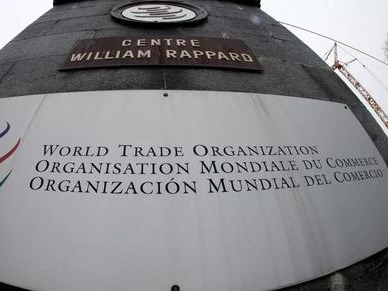 CENTRE
WILLIAM RAPPARD
WORLD TRADE ORGANIZATION
ORGANISATION MONDIALE DU COMMERCE
ORGANIZACIÓN MUNDIAL DEL COMERCIO